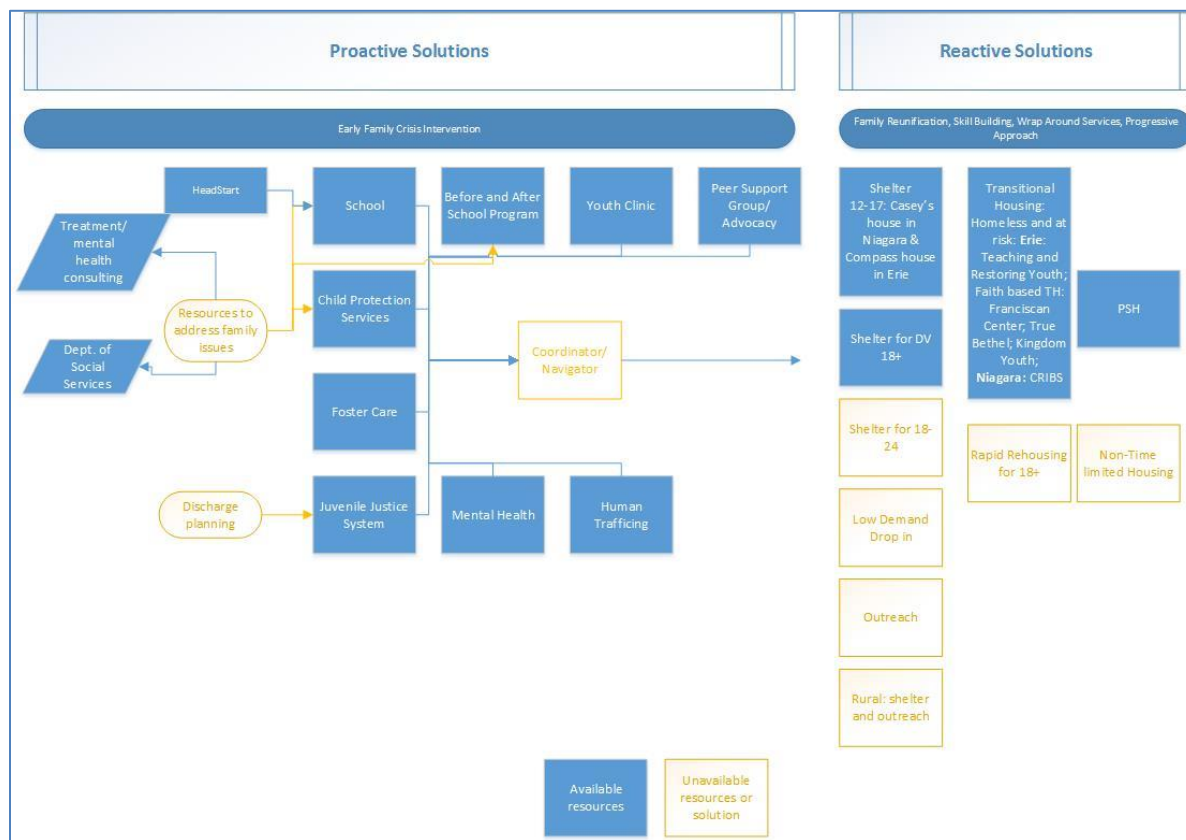 Proactive Solutions
Reactive Solutions
Early Family Crisis Intervention
Family Reunification, Skill Building, Wrap Around Services, Progressive
Approach
HeadStart
School
Before and After
School Program
Youth Clinic
Peer Support
Group/
Advocacy
Treatment/
mental
health
consulting
Resources to
address family
issues
Child Protection
Services
Dept. of
Social
Services
Coordinator/
Navigator
Foster Care
Discharge
planning
Juvenile Justice
System
Mental Health
Human
Trafficing
Shelter
12-17: Casey's
house in
Niagara &
Compass house
in Erie
Transitional
Housing:
Homeless and at
risk: Erie:
Teaching and
Restoring Youth;
Faith based TH:
Franciscan
Center; True
Bethel; Kingdom
Youth;
Niagara: CRIBS
PSH
Shelter for DV
18+
Shelter for 18-
24
Rapid Rehousing
for 18+
Non-Time
limited Housing
Low Demand
Drop in
Outreach
Rural: shelter
and outreach
Available
resources
Unavailable
resources or
solution